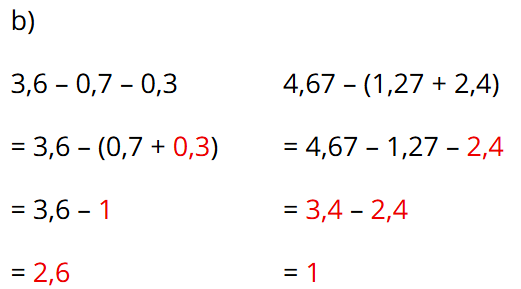 b)
3,6 – 0,7 – 0,3
= 3,6 – (0,7 + 0,3)
= 3,6 – 1
= 2,6
4,67 – (1,27 + 2,4)
= 4,67 – 1,27 – 2,4
= 3,4 – 2,4
= 1